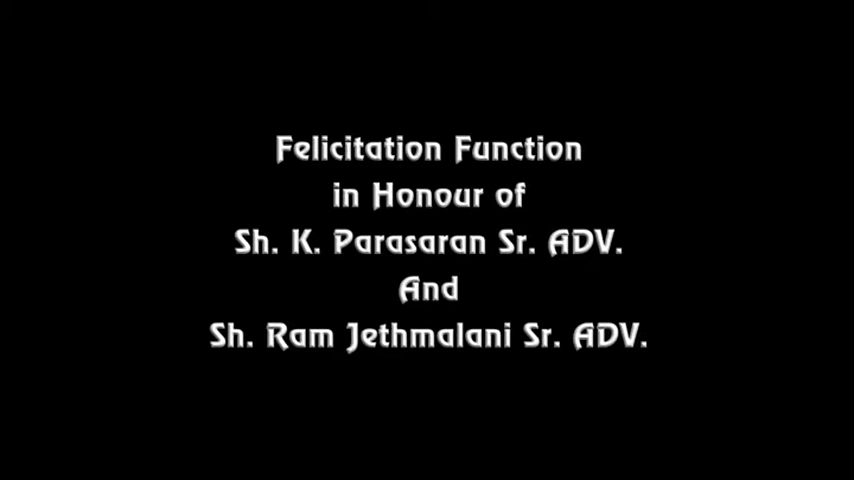 Felicitation Function
in Honour of
Sh. K. Parasaran Sr. ADV.
And
Sh. Ram Jethmalani Sr. ADV.